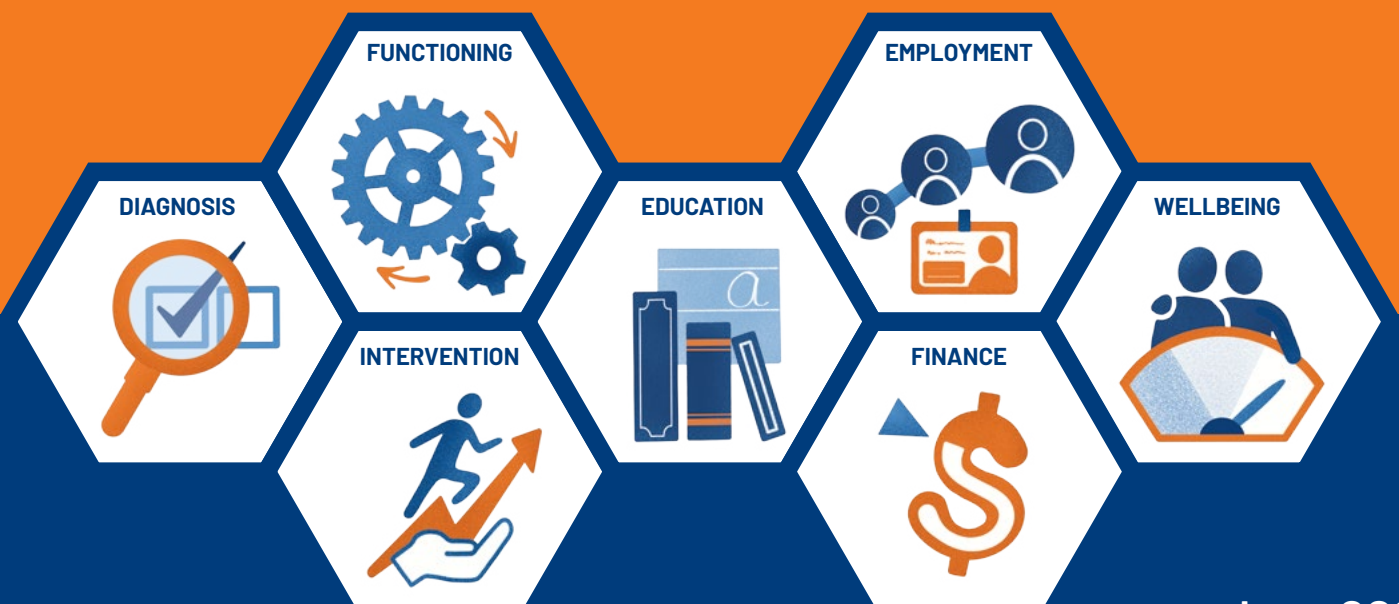 FUNCTIONING
EMPLOYMENT
DIAGNOSIS
EDUCATION
WELLBEING
a
INTERVENTION
FINANCE
$